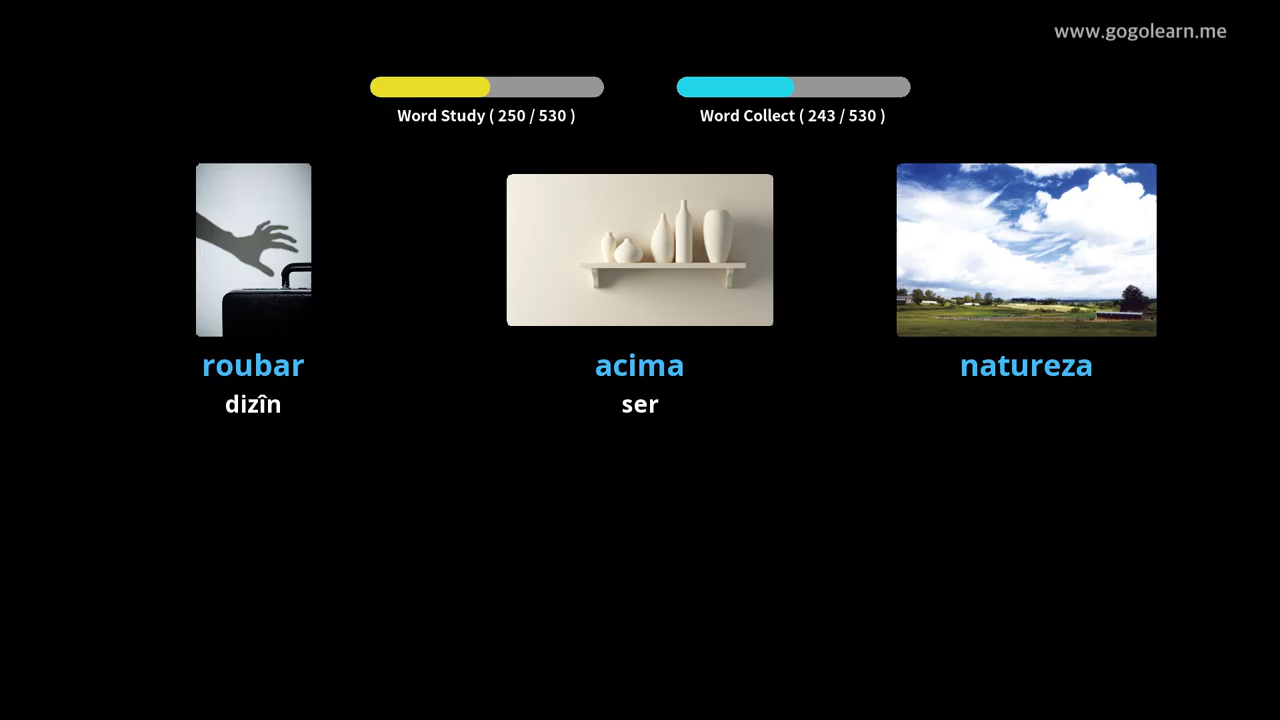 www.gogolearn.me
Word Study ( 250 / 530 )
Word Collect ( 243 / 530 )
roubar
dizîn
acima
ser
natureza